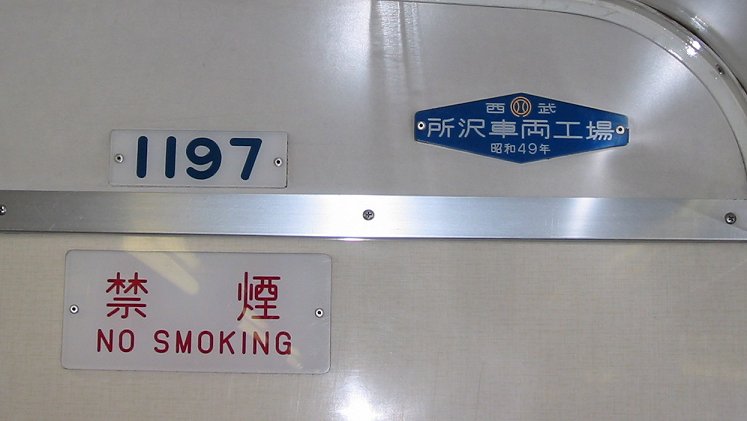 西 武
所沢車両工場
昭和49年
1197
禁 煙
NO SMOKING